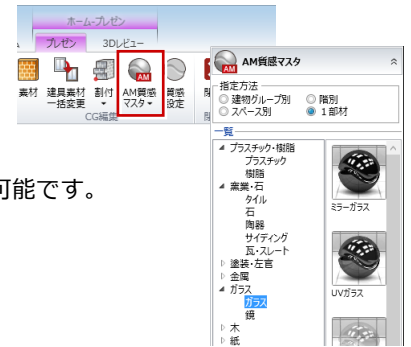 ホーム-プレゼン
プレゼン 3Dレビュー
素材 建具素材 一括変更 割付 AM質感 マスタ 質感 設定
CG編集
可能です。
AM質感マスタ
指定方法
建物グループ別 階別
スペース別 1部材
一覧
プラスチック・樹脂
プラスチック
樹脂
窯業・石
タイル
石
陶器
サイディング
瓦・スレート
塗装・左官
金属
ガラス
ガラス
鏡
木
紙
ミラーガラス
UVガラス